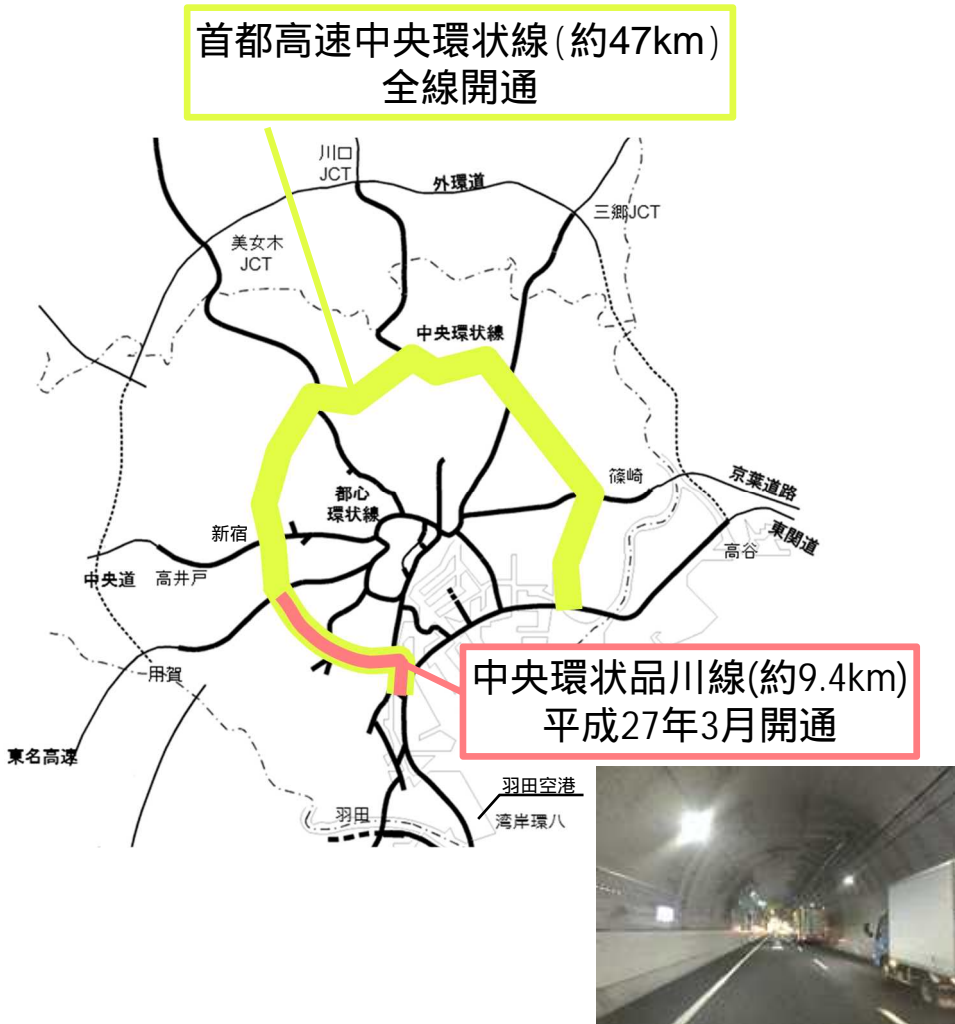 首都高速中央環状線(約47km)
全線開通
川口
JCT
外環道
三郷JCT
美女木
JCT
中央環状線
篠崎
京葉道路
都心
環状線
東関道
新宿
高谷
中央道
高井戸
用賀
中央環状品川線(約9.4km)
平成27年3月開通
東名高速
羽田空港
羽田
湾岸環八